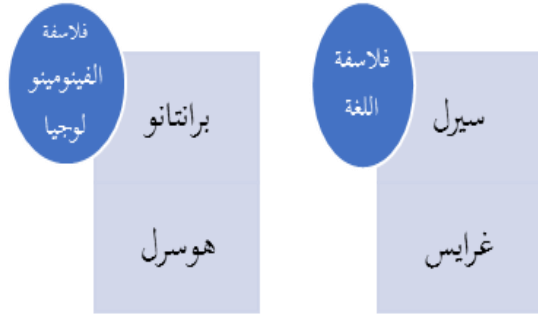 فلاسفة
اللغة
سيرل
غرايس
فلاسفة
الفينومينو
لوجيا
برانتانو
هوسرل